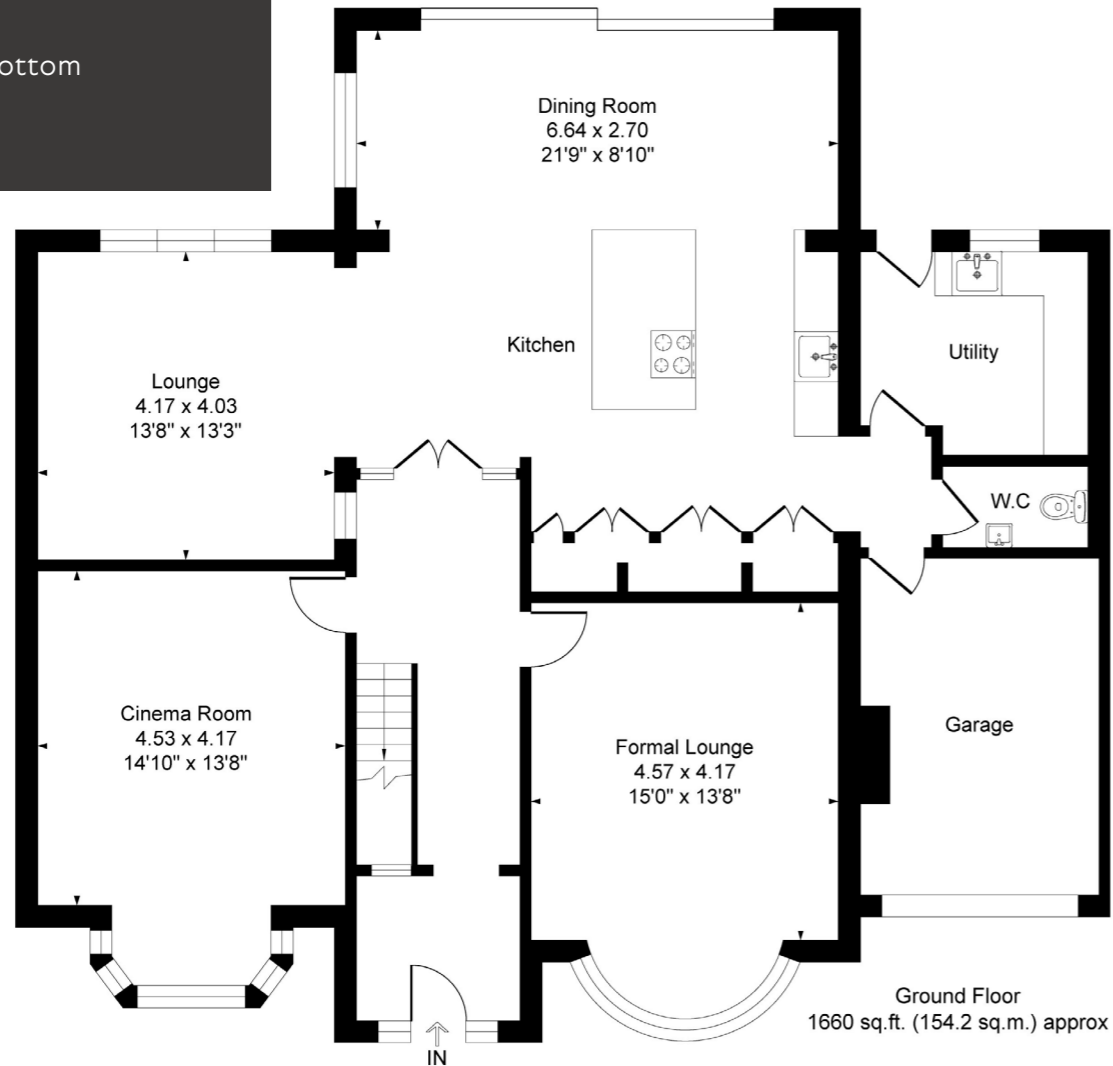 ottom
Dining Room
6.64 x 2.70
21'9" x 8'10"
Kitchen
Utility
Lounge
4.17 x 4.03
13'8" x 13'3"
W.C
Cinema Room
4.53 x 4.17
14'10" x 13'8"
Formal Lounge
4.57 x 4.17
15'0" x 13'8"
Garage
Ground Floor
1660 sq.ft. (154.2 sq.m.) approx
IN